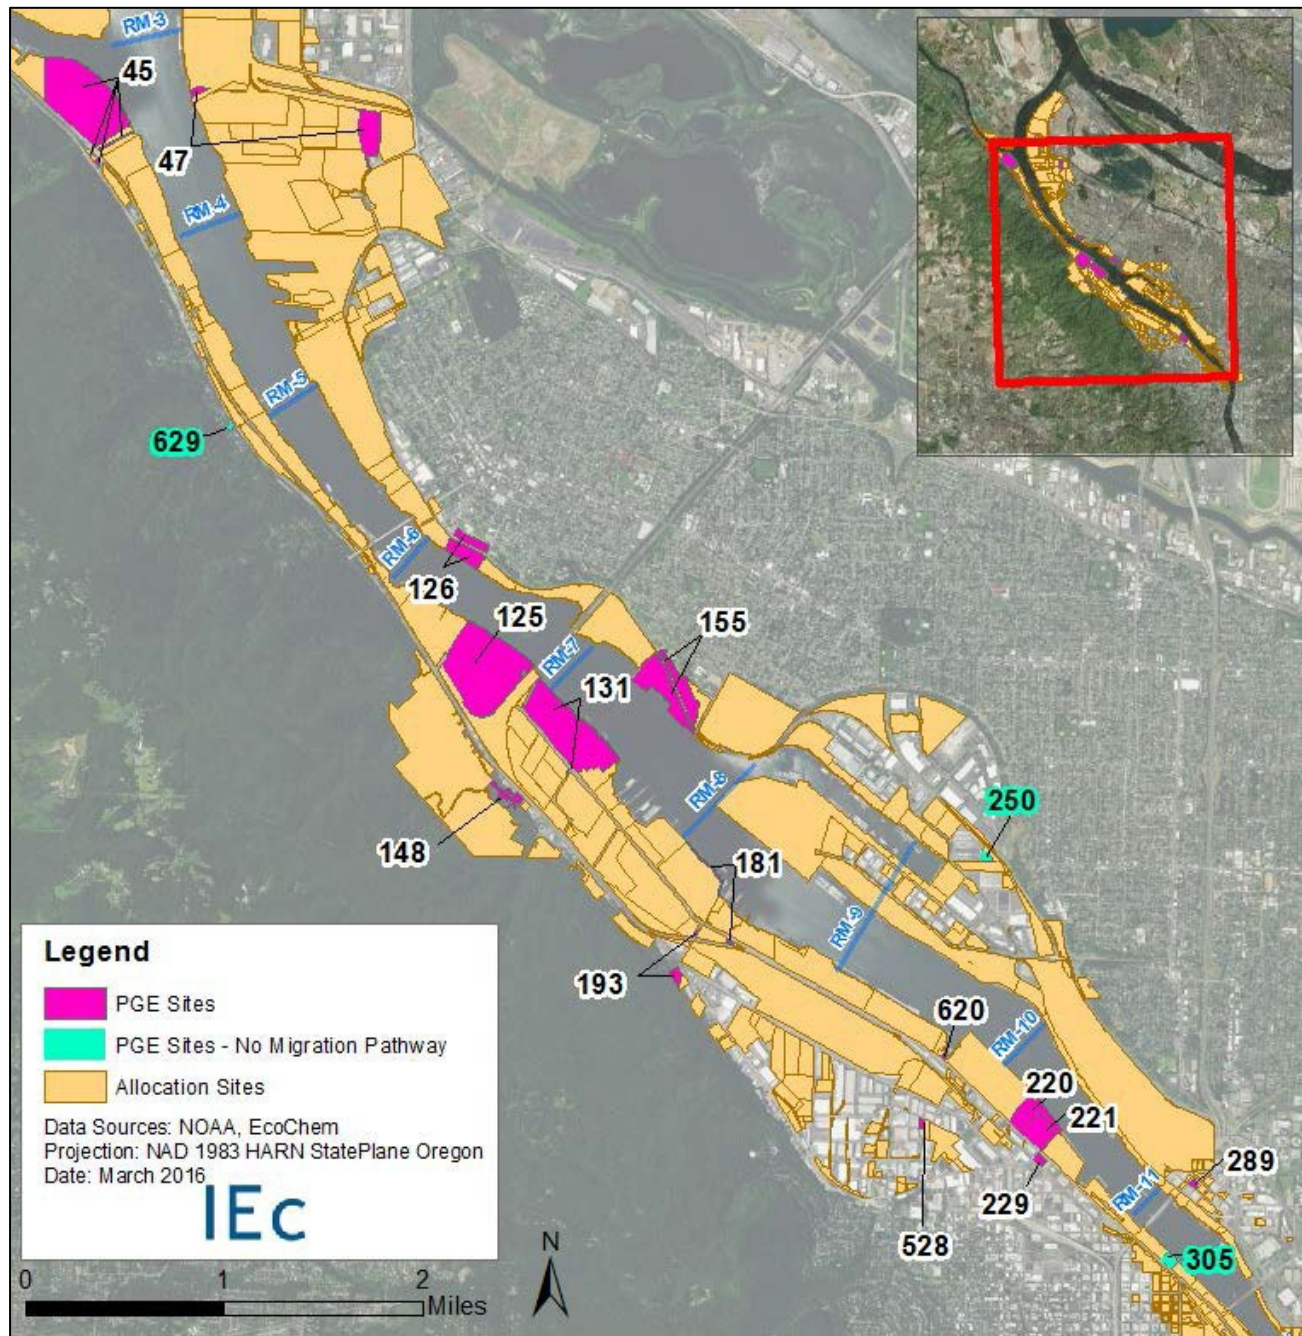 RM-3
45
47
RM-4
RM-5
629
RM-6
126
125
155
RM-7
131
RM-8
250
148
181
RM-9
193
620
RM-10
220
221
289
RM-11
229
528
305
Legend
PGE Sites
PGE Sites - No Migration Pathway
Allocation Sites
Data Sources: NOAA, EcoChem
Projection: NAD 1983 HARN StatePlane Oregon
Date: March 2016
IEc
N
0 1 2
Miles